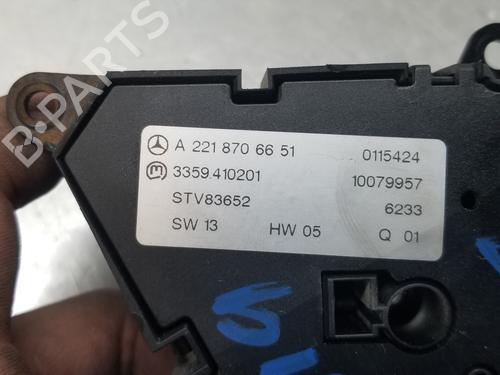 B-PARTS
A 221 870 66 51 0115424
3359.410201 10079957
STV83652 6233
SW 13 HW 05 Q 01